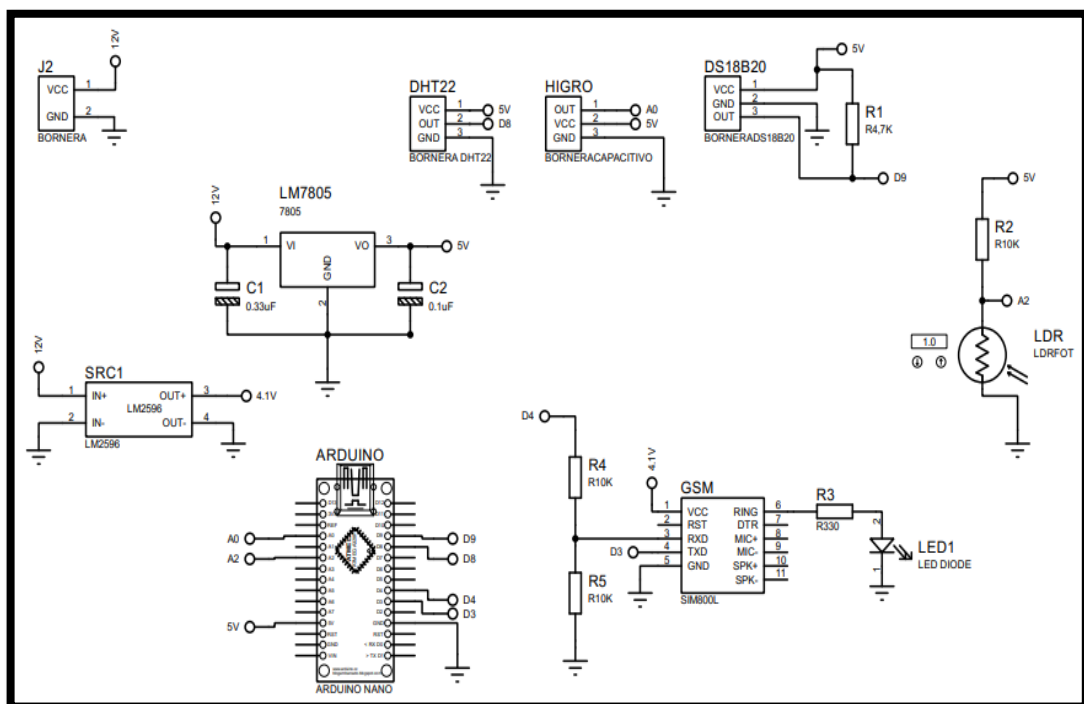 J2
12V
VCC
1
GND
2
BORNERA
DHT22
VCC 1 5V
OUT 2 D8
GND 3
BORNERA DHT22
HIGRO
OUT 1 A0
VCC 2 5V
GND 3
BORNERACAPACITIVO
DS18B20
5V
VCC 1
GND 2
OUT 3
BORNERADS18B20
R1
R4,7K
D9
LM7805
7805
12V
1 VI VO 3 5V
GND
2
C1
0.33uF
C2
0.1uF
5V
R2
R10K
A2
1.0
LDR
LDRFOT
12V
SRC1
1 IN+ OUT+ 3 4.1V
LM2596
2 IN- OUT- 4
LM2596
ARDUINO
A0
A2
5V
D9
D8
D4
D3
ARDUINO NANO
D4
R4
R10K
R5
R10K
4.1V
D3
GSM
1 VCC RING 6
2 RST DTR 7
3 RXD MIC+ 8
4 TXD MIC- 9
5 GND SPK+ 10
SPK- 11
SIM800L
R3
R330
2
1
LED1
LED DIODE